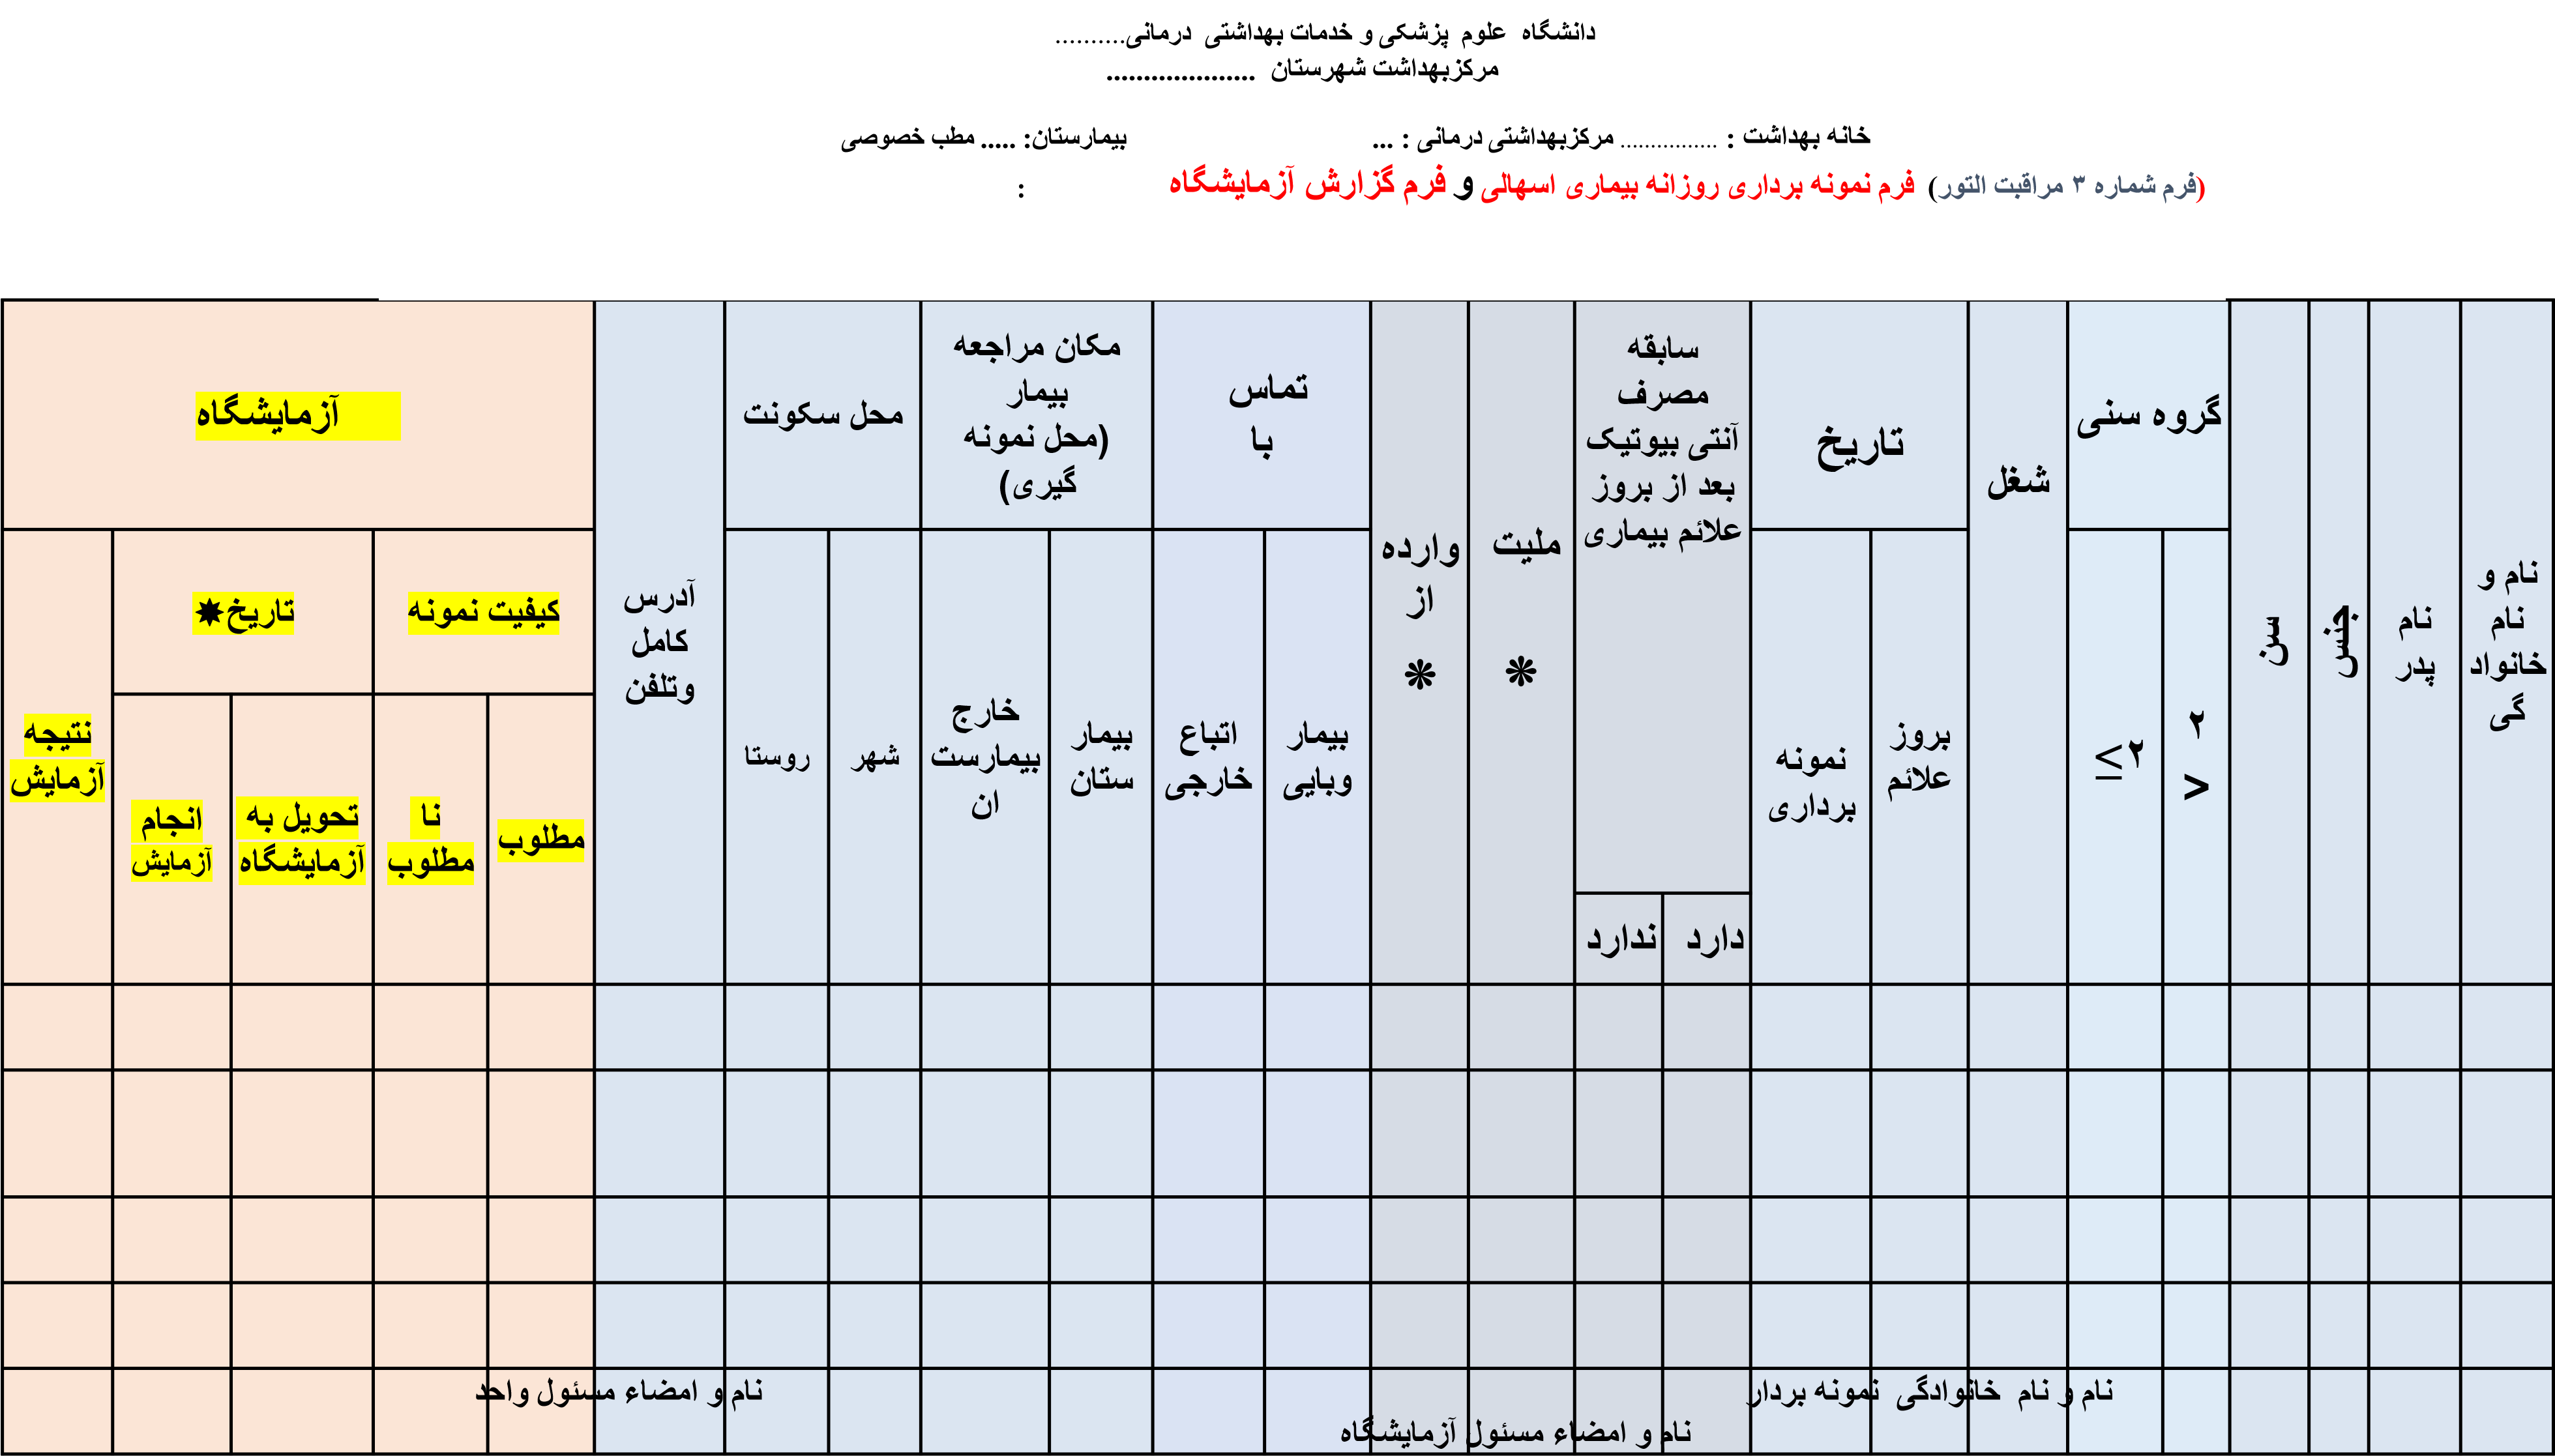 دانشگاه علوم پزشکی و خدمات بهداشتی درمانی..........
مرکزبهداشت شهرستان ....................
خانه بهداشت : ................ مرکزبهداشتی درمانی : ... بیمارستان: ..... مطب خصوصی
(فرم شماره ۳ مراقبت التور) فرم نمونه برداری روزانه بیماری اسهالی و فرم گزارش آزمایشگاه :
نام و
نام
خانواد
گی
نام
پدر
جنس
سن
گروه سنی
۲
>
≤۲
شغل
تاریخ
بروز
علائم
نمونه
برداری
سابقه
مصرف
آنتی بیوتیک
بعد از بروز
علائم بیماری
دارد
ندارد
ملیت
❋
وارده
از
❋
تماس
با
بیمار
وبایی
اتباع
خارجی
مکان مراجعه
بیمار
(محل نمونه
گیری)
بیمار
ستان
خارج
بیمارست
ان
محل سکونت
شهر
روستا
آدرس
کامل
وتلفن
آزمایشگاه
کیفیت نمونه
مطلوب
نا
مطلوب
تاریخ✸
تحویل به
آزمایشگاه
انجام
آزمایش
نتیجه
آزمایش
نام و نام خانوادگی نمونه بردار
نام و امضاء مسئول واحد
نام و امضاء مسئول آزمایشگاه